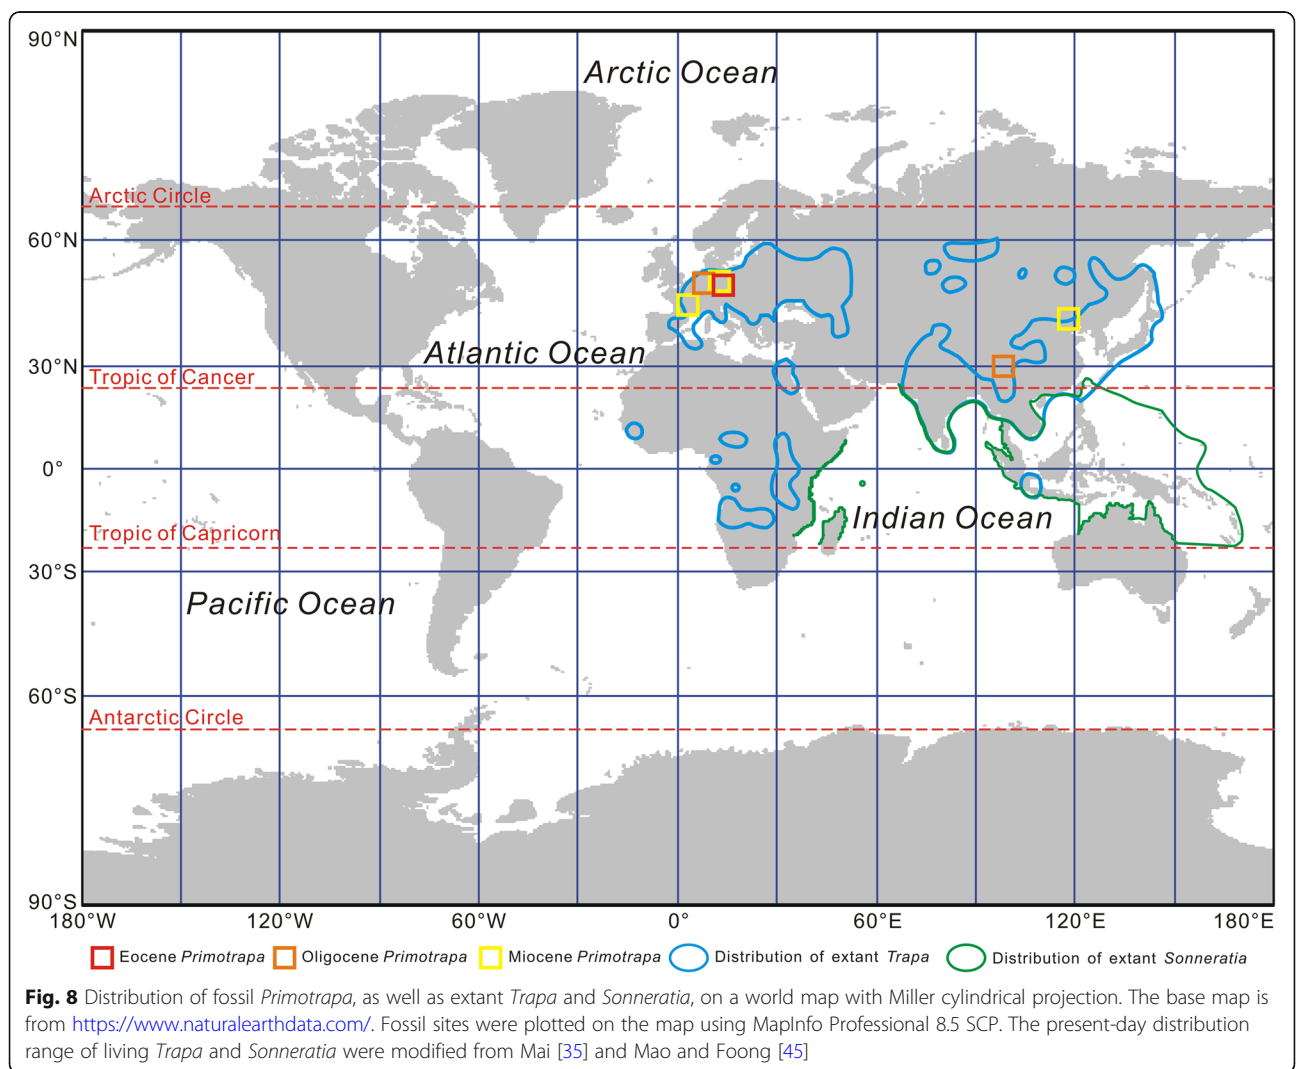 90°N
Arctic Ocean
Arctic Circle
60°N
Atlantic Ocean
30°N
Tropic of Cancer
0°
Indian Ocean
Tropic of Capricorn
30°S
Pacific Ocean
60°S
Antarctic Circle
90°S
180°W 120°W 60°W 0° 60°E 120°E 180°E
Eocene Primotrapa Oligocene Primotrapa Miocene Primotrapa Distribution of extant Trapa Distribution of extant Sonneratia
Fig. 8 Distribution of fossil Primotrapa, as well as extant Trapa and Sonneratia, on a world map with Miller cylindrical projection. The base map is
from https://www.naturalearthdata.com/. Fossil sites were plotted on the map using MapInfo Professional 8.5 SCP. The present-day distribution
range of living Trapa and Sonneratia were modified from Mai [35] and Mao and Foong [45]